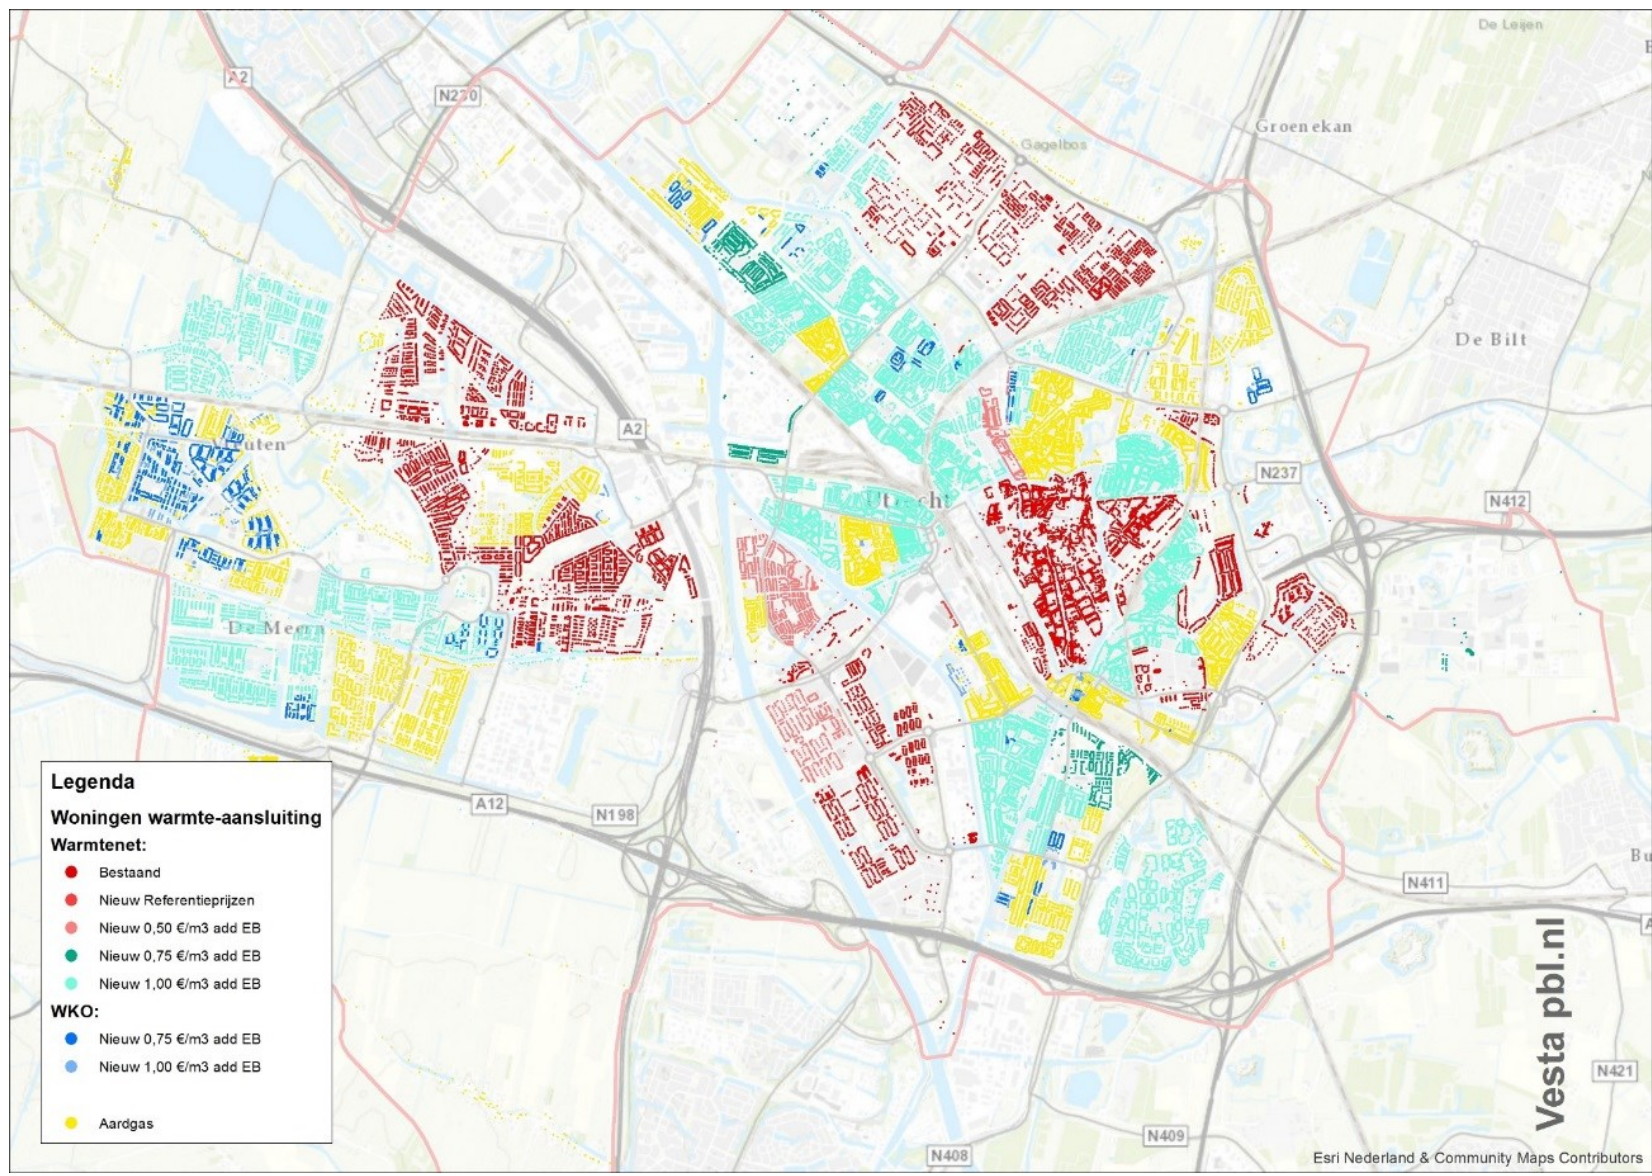 De Leijen
A2
N230
Groenekan
Gagelbos
De Bilt
A2
N237
Utrecht
N412
De Meern
Legenda
Woningen warmte-aansluiting
Warmtenet:
Bestaand
Nieuw Referentieprijzen
Nieuw 0,50 €/m3 add EB
Nieuw 0,75 €/m3 add EB
Nieuw 1,00 €/m3 add EB
WKO:
Nieuw 0,75 €/m3 add EB
Nieuw 1,00 €/m3 add EB
Aardgas
A12
N198
Bu
N411
A
Vesta pbl.nl
N421
N409
N408
Esri Nederland & Community Maps Contributors